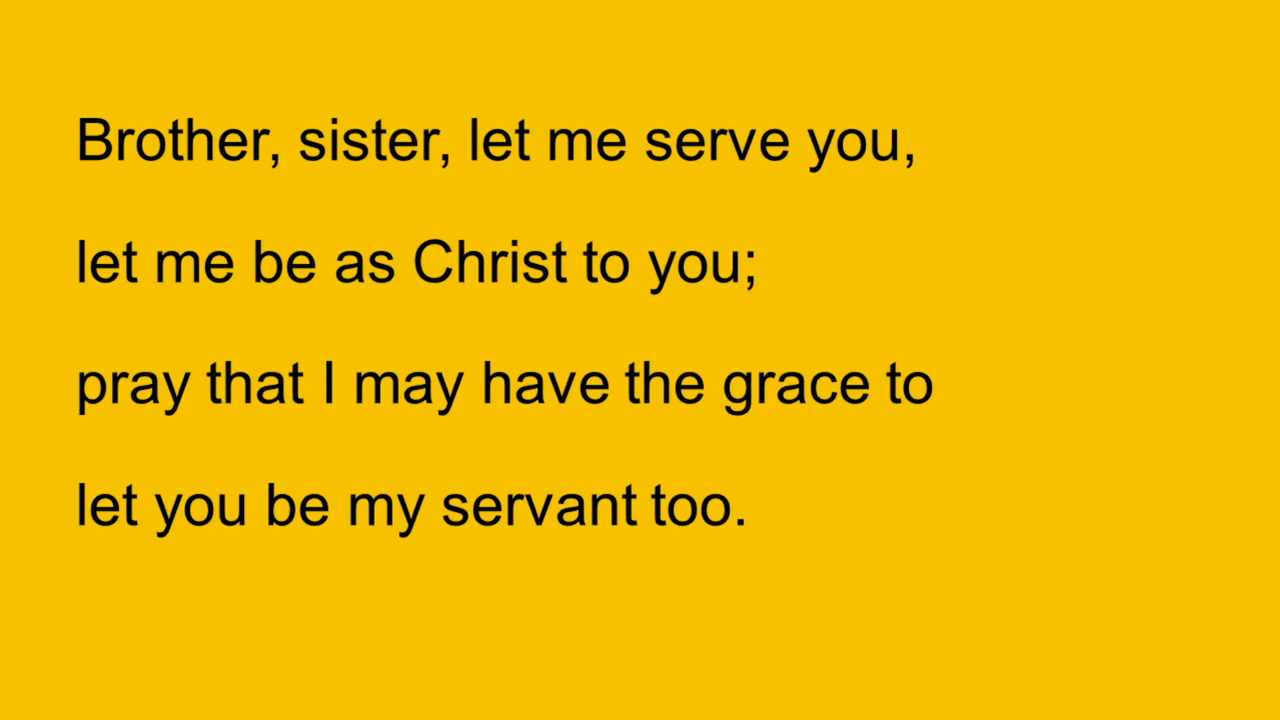 Brother, sister, let me serve you,
let me be as Christ to you;
pray that I may have the grace to
let you be my servant too.